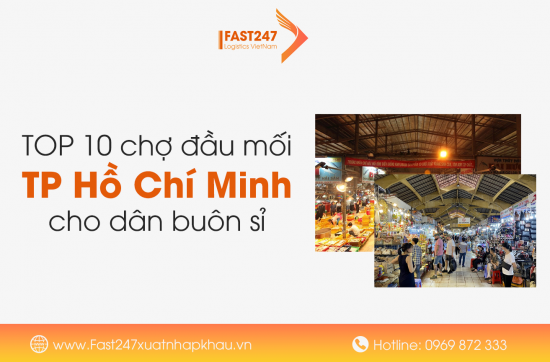 FAST247
Logistics VietNam
TOP 10 chợ đầu mối
TP Hồ Chí Minh
cho dân buôn sỉ
www.Fast247xuatnhapkhau.vn
Hotline: 0969 872 333